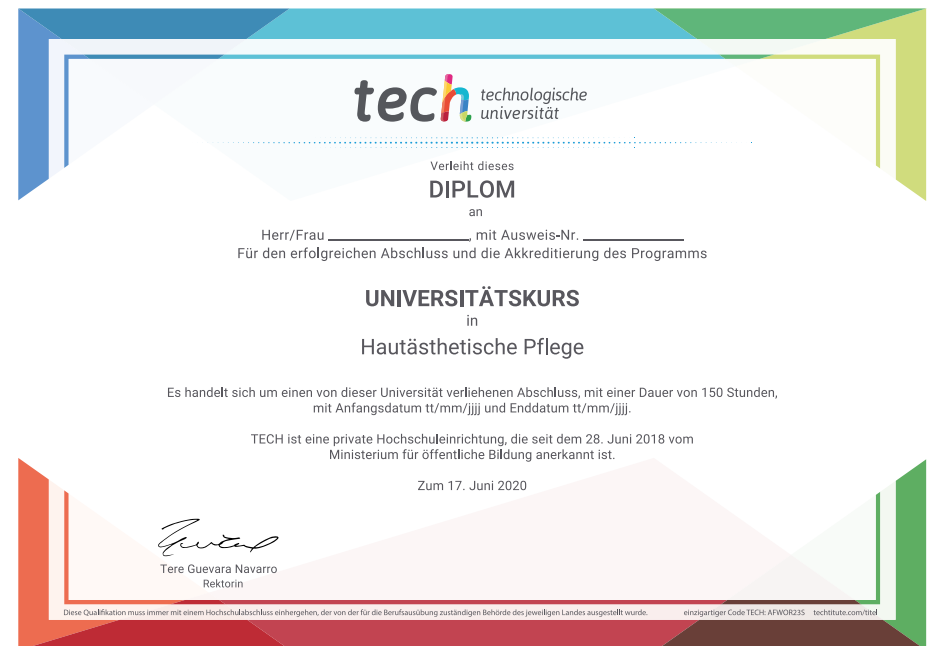 tech technologische
universität
Verleiht dieses
DIPLOM
an
Herr/Frau ____________, mit Ausweis-Nr. ____________
Für den erfolgreichen Abschluss und die Akkreditierung des Programms
UNIVERSITÄTSKURS
in
Hautästhetische Pflege
Es handelt sich um einen von dieser Universität verliehenen Abschluss, mit einer Dauer von 150 Stunden,
mit Anfangsdatum tt/mm/jjjj und Enddatum tt/mm/jjjj.
TECH ist eine private Hochschuleinrichtung, die seit dem 28. Juni 2018 vom
Ministerium für öffentliche Bildung anerkannt ist.
Zum 17. Juni 2020
Tere Guevara Navarro
Rektorin
Diese Qualifikation muss immer mit einem Hochschulabschluss einhergehen, der von der für die Berufsausübung zuständigen Behörde des jeweiligen Landes ausgestellt wurde. einzigartiger Code TECH: AFWOR23S techtitute.com/titel